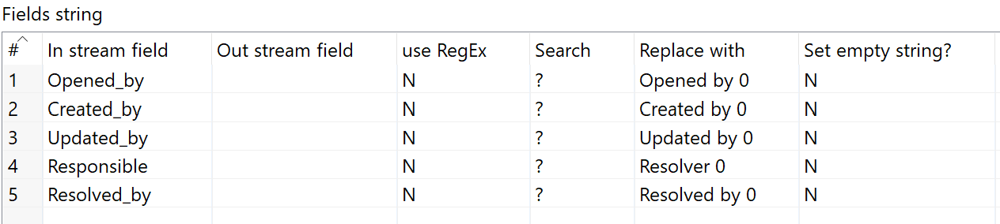 Fields string
# In stream field Out stream field use RegEx Search Replace with Set empty string?
1 Opened_by N ? Opened by 0 N
2 Created_by N ? Created by 0 N
3 Updated_by N ? Updated by 0 N
4 Responsible N ? Resolver 0 N
5 Resolved_by N ? Resolved by 0 N